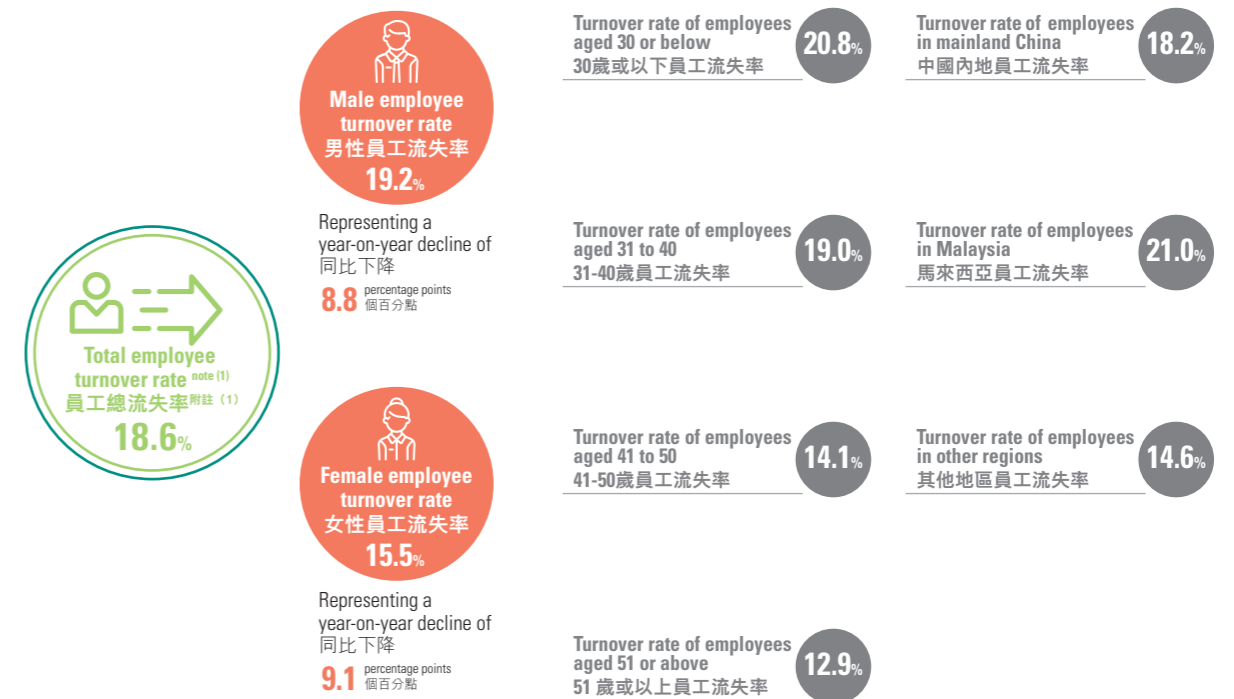 Total employee
turnover rate note (1)
員工總流失率附註（1）
18.6%
Male employee
turnover rate
男性員工流失率
19.2%
Representing a
year-on-year decline of
同比下降
8.8 percentage points
個百分點
Female employee
turnover rate
女性員工流失率
15.5%
Representing a
year-on-year decline of
同比下降
9.1 percentage points
個百分點
Turnover rate of employees
aged 30 or below
30歲或以下員工流失率
20.8%
Turnover rate of employees
aged 31 to 40
31-40歲員工流失率
19.0%
Turnover rate of employees
aged 41 to 50
41-50歲員工流失率
14.1%
Turnover rate of employees
aged 51 or above
51 歲或以上員工流失率
12.9%
Turnover rate of employees
in mainland China
中國內地員工流失率
18.2%
Turnover rate of employees
in Malaysia
馬來西亞員工流失率
21.0%
Turnover rate of employees
in other regions
其他地區員工流失率
14.6%